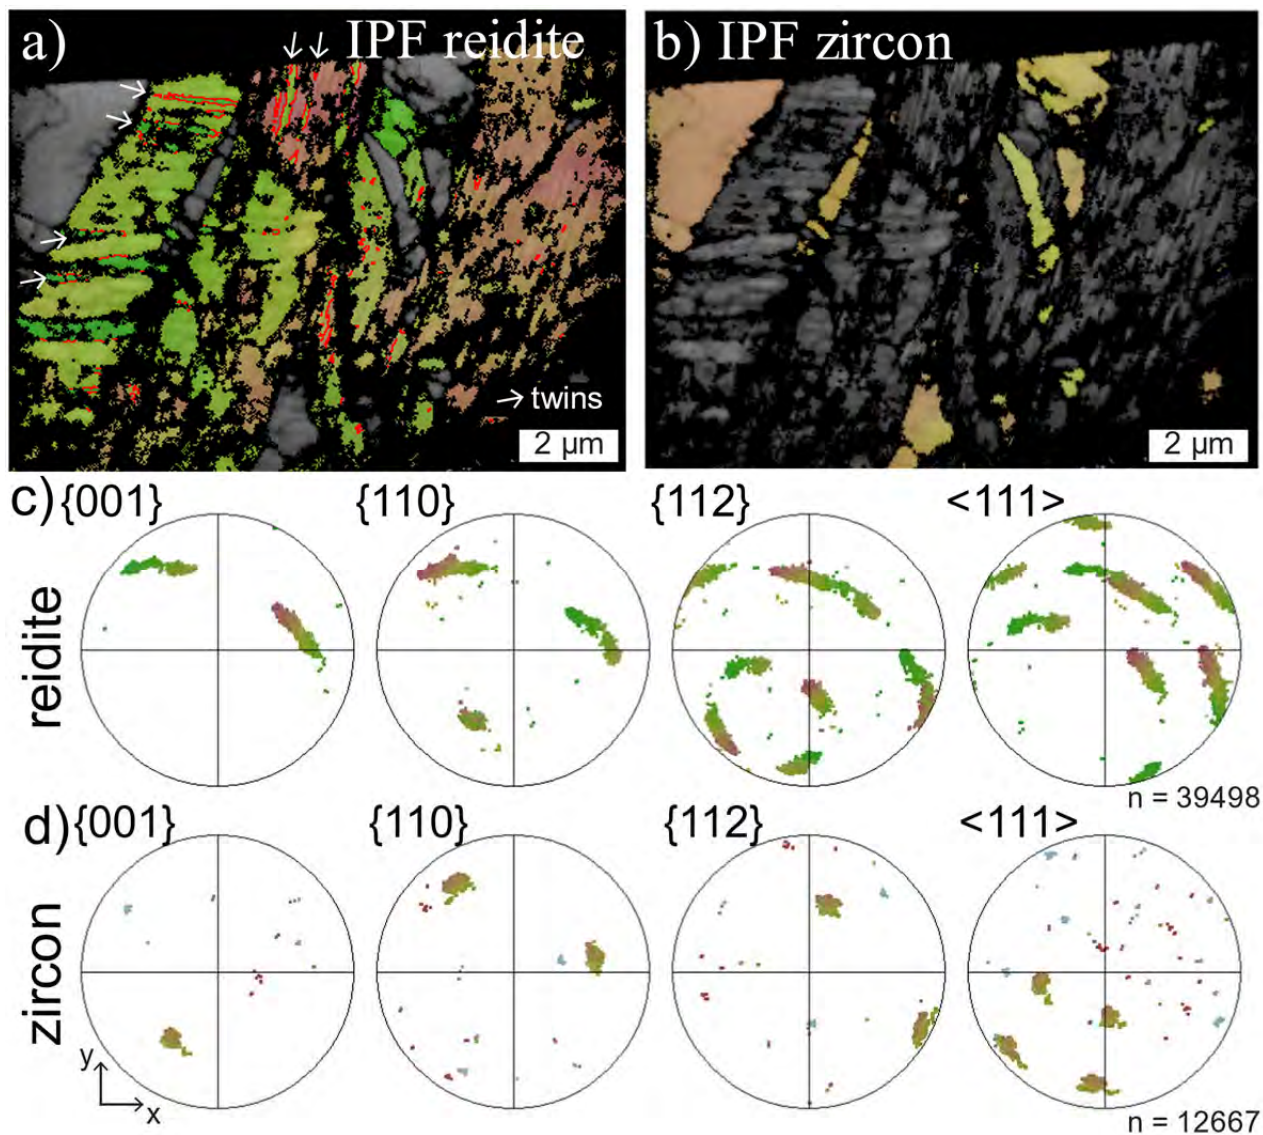 a) IPF reidite
twins
2 µm
b) IPF zircon
2 µm
c) {001} {110} {112} <111>
reidite
n = 39498
d) {001} {110} {112} <111>
zircon
y
x
n = 12667